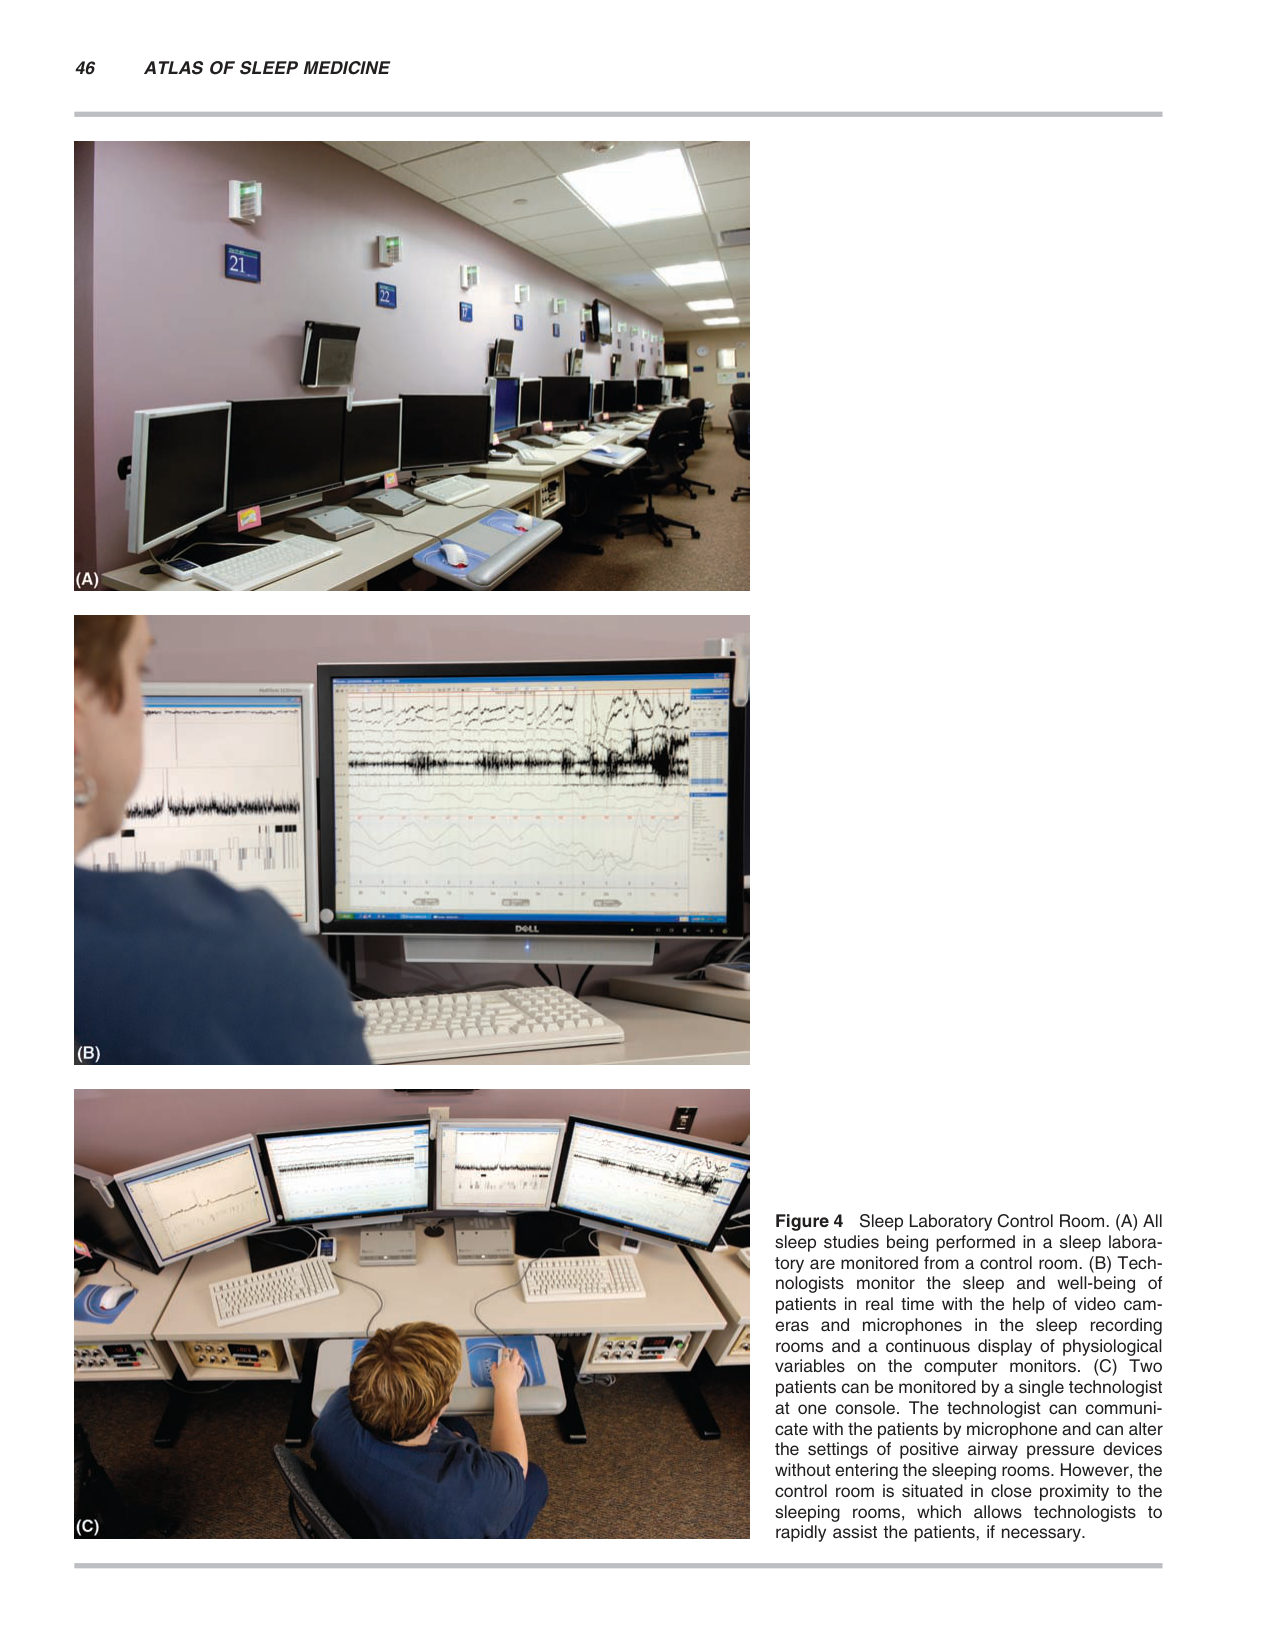 46 ATLAS OF SLEEP MEDICINE
21
22
17
(A)
DELL
(B)
(C)
Figure 4 Sleep Laboratory Control Room. (A) All
sleep studies being performed in a sleep labora-
tory are monitored from a control room. (B) Tech-
nologists monitor the sleep and well-being of
patients in real time with the help of video cam-
eras and microphones in the sleep recording
rooms and a continuous display of physiological
variables on the computer monitors. (C) Two
patients can be monitored by a single technologist
at one console. The technologist can communi-
cate with the patients by microphone and can alter
the settings of positive airway pressure devices
without entering the sleeping rooms. However, the
control room is situated in close proximity to the
sleeping rooms, which allows technologists to
rapidly assist the patients, if necessary.